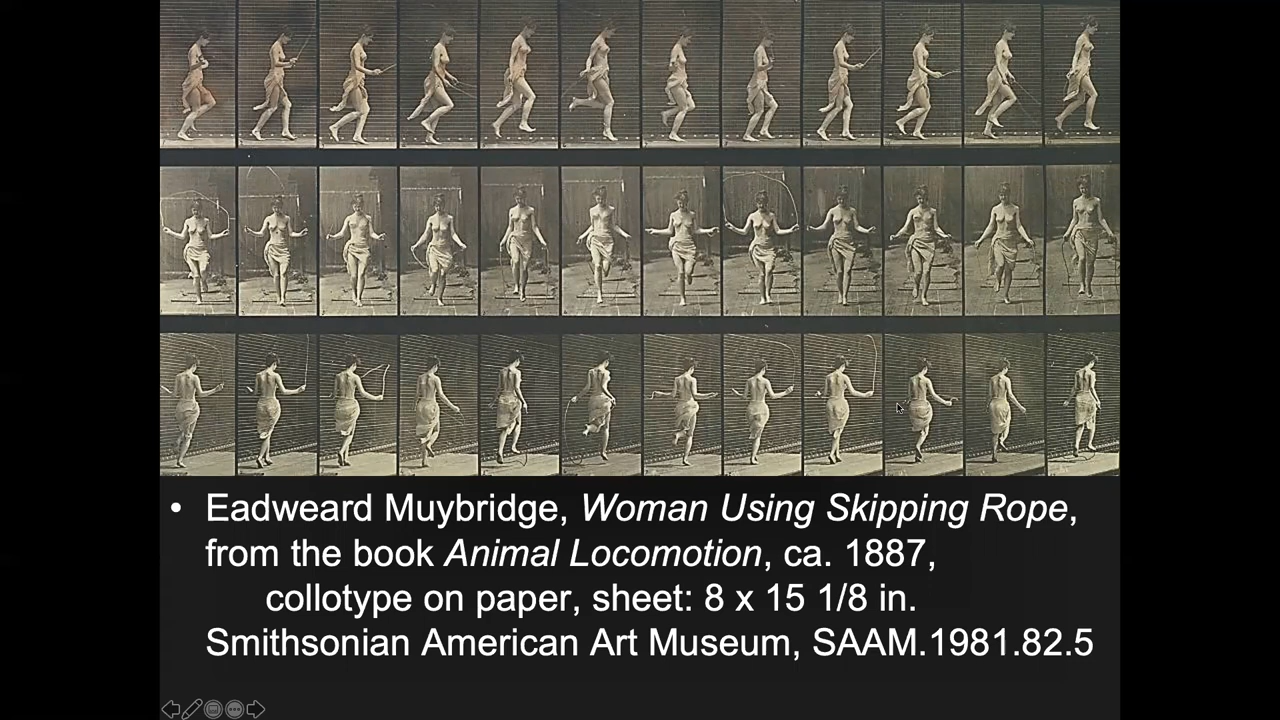 • Eadweard Muybridge, Woman Using Skipping Rope,
from the book Animal Locomotion, ca. 1887,
collotype on paper, sheet: 8 x 15 1/8 in.
Smithsonian American Art Museum, SAAM.1981.82.5